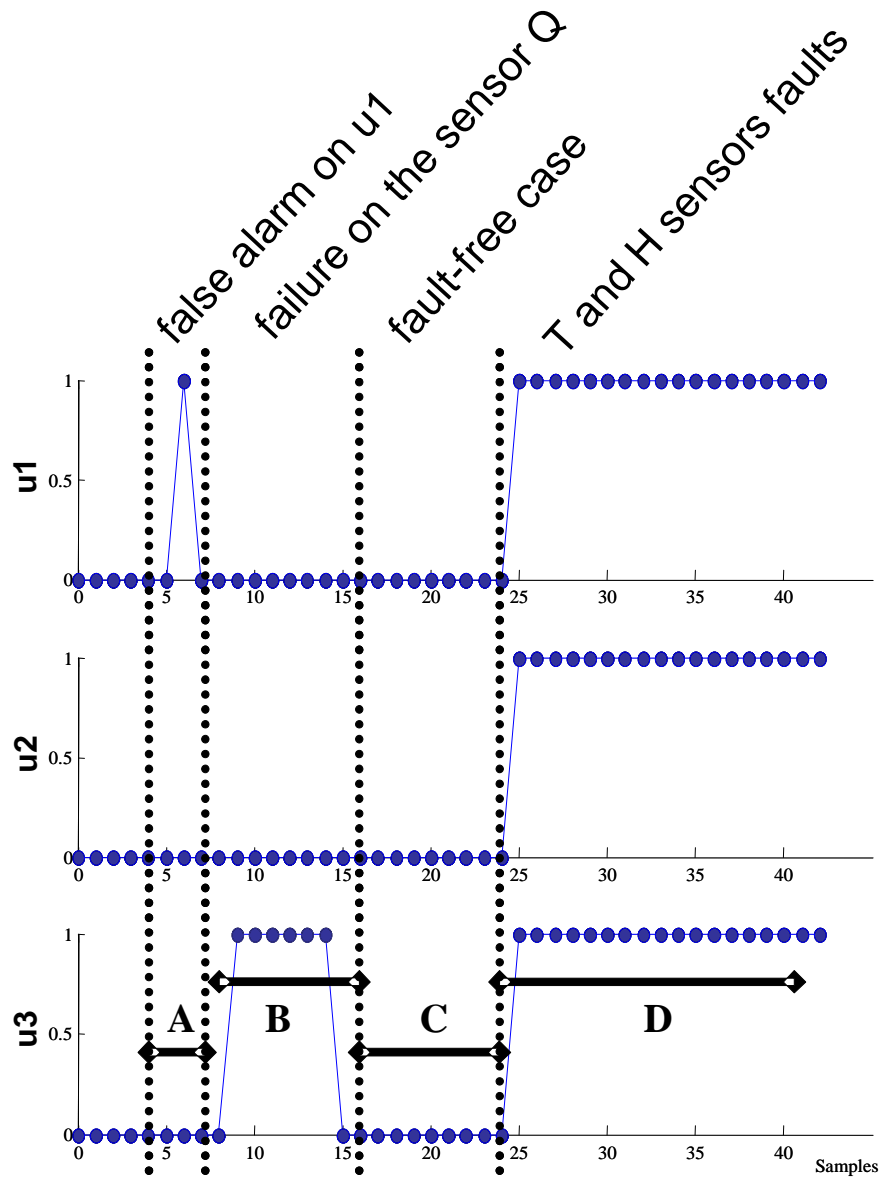 false alarm on u1
failure on the sensor Q
fault-free case
T and H sensors faults
1
0.5
0
u1
0 5 10 15 20 25 30 35 40
1
0.5
0
u2
0 5 10 15 20 25 30 35 40
1
0.5
0
u3
A B C D
0 5 10 15 20 25 30 35 40
Samples